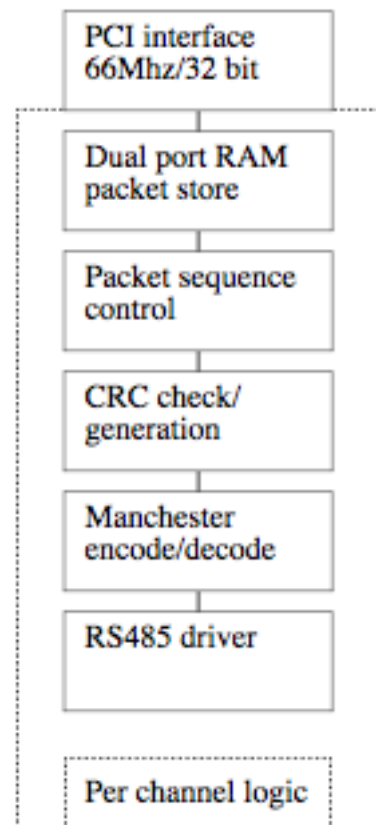 PCI interface
66Mhz/32 bit
Dual port RAM
packet store
Packet sequence
control
CRC check/
generation
Manchester
encode/decode
RS485 driver
Per channel logic